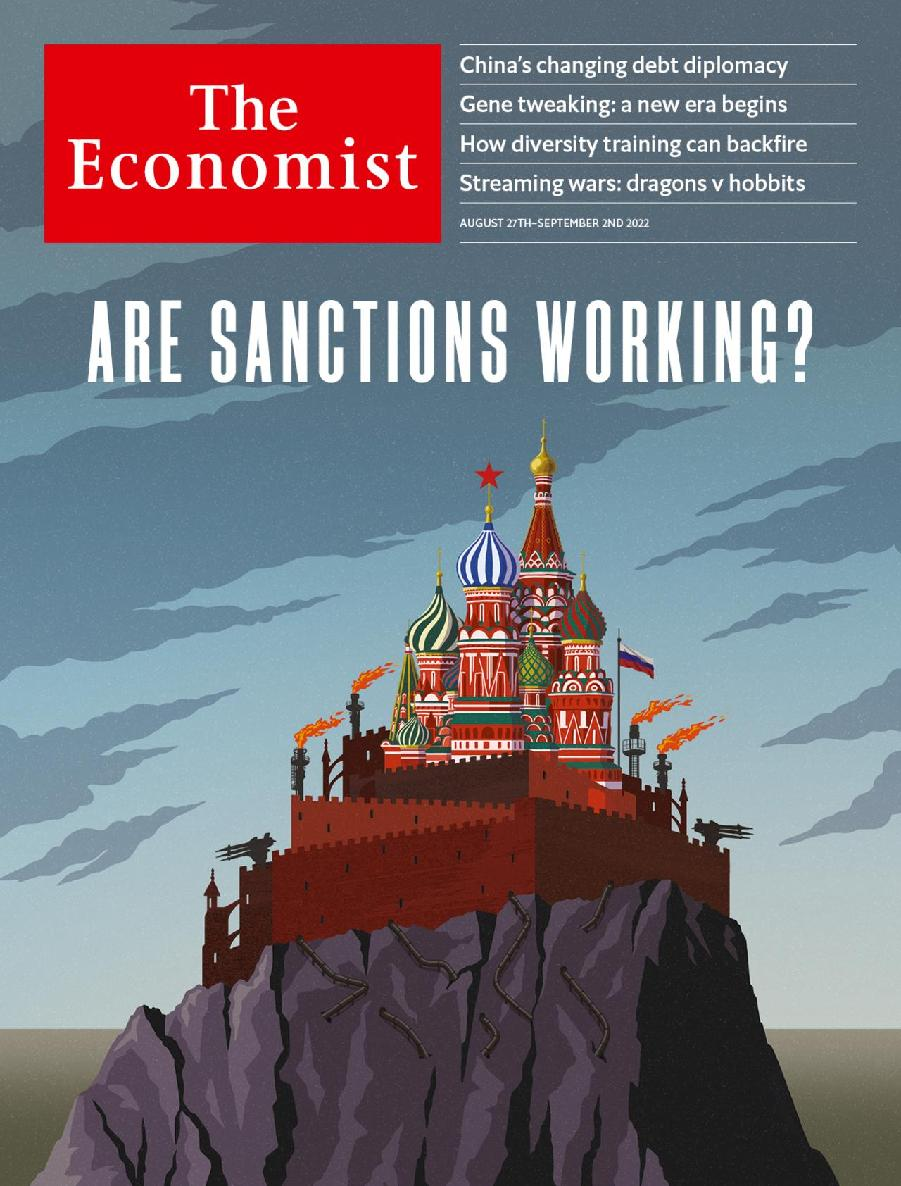 The
Economist
China's changing debt diplomacy
Gene tweaking: a new era begins
How diversity training can backfire
Streaming wars: dragons v hobbits
AUGUST 27TH–SEPTEMBER 2ND 2022
ARE SANCTIONS WORKING?